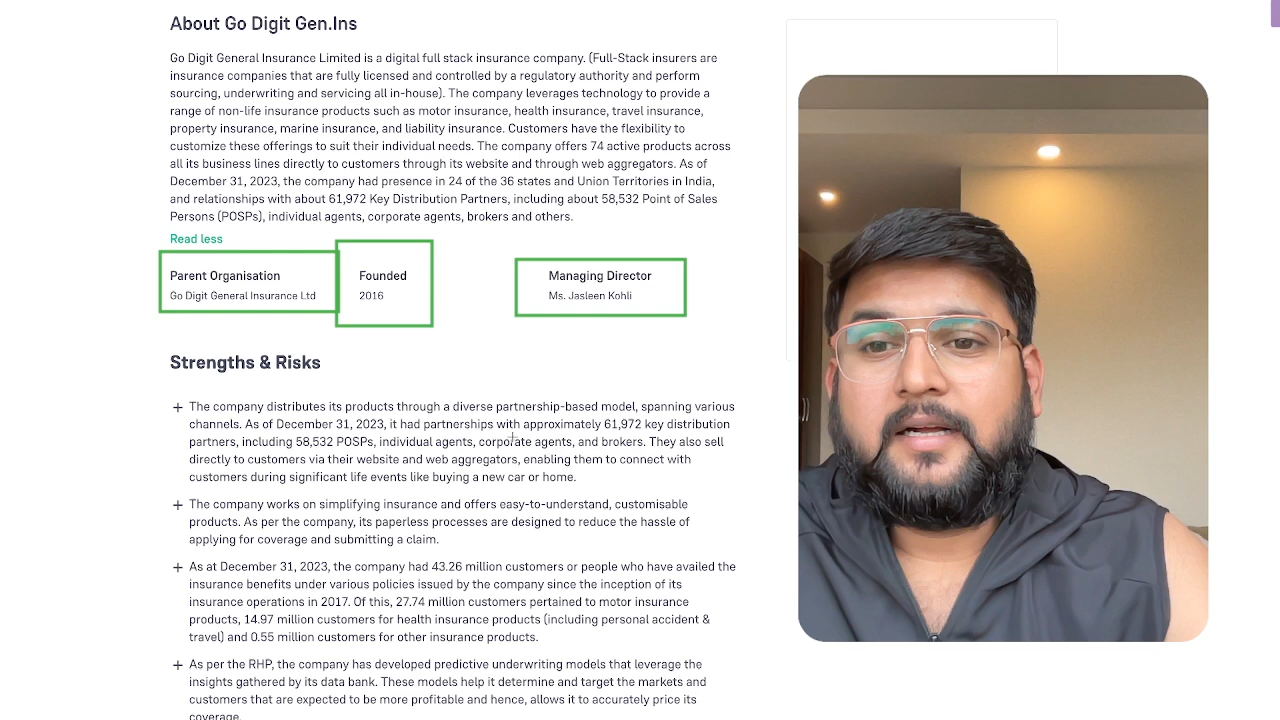 About Go Digit Gen.Ins
Go Digit General Insurance Limited is a digital full stack insurance company. (Full-Stack insurers are
insurance companies that are fully licensed and controlled by a regulatory authority and perform
sourcing, underwriting and servicing all in-house). The company leverages technology to provide a
range of non-life insurance products such as motor insurance, health insurance, travel insurance,
property insurance, marine insurance, and liability insurance. Customers have the flexibility to
customize these offerings to suit their individual needs. The company offers 74 active products across
all its business lines directly to customers through its website and through web aggregators. As of
December 31, 2023, the company had presence in 24 of the 36 states and Union Territories in India,
and relationships with about 61,972 Key Distribution Partners, including about 58,532 Point of Sales
Persons (POSPs), individual agents, corporate agents, brokers and others.
Read less
Parent Organisation
Go Digit General Insurance Ltd
Founded
2016
Managing Director
Ms. Jasleen Kohli
Strengths & Risks
+ The company distributes its products through a diverse partnership-based model, spanning various
channels. As of December 31, 2023, it had partnerships with approximately 61,972 key distribution
partners, including 58,532 POSPs, individual agents, corporate agents, and brokers. They also sell
directly to customers via their website and web aggregators, enabling them to connect with
customers during significant life events like buying a new car or home.
+ The company works on simplifying insurance and offers easy-to-understand, customisable
products. As per the company, its paperless processes are designed to reduce the hassle of
applying for coverage and submitting a claim.
+ As at December 31, 2023, the company had 43.26 million customers or people who have availed the
insurance benefits under various policies issued by the company since the inception of its
insurance operations in 2017. Of this, 27.74 million customers pertained to motor insurance
products, 14.97 million customers for health insurance products (including personal accident &
travel) and 0.55 million customers for other insurance products.
+ As per the RHP, the company has developed predictive underwriting models that leverage the
insights gathered by its data bank. These models help it determine and target the markets and
customers that are expected to be more profitable and hence, allows it to accurately price its
coverage.